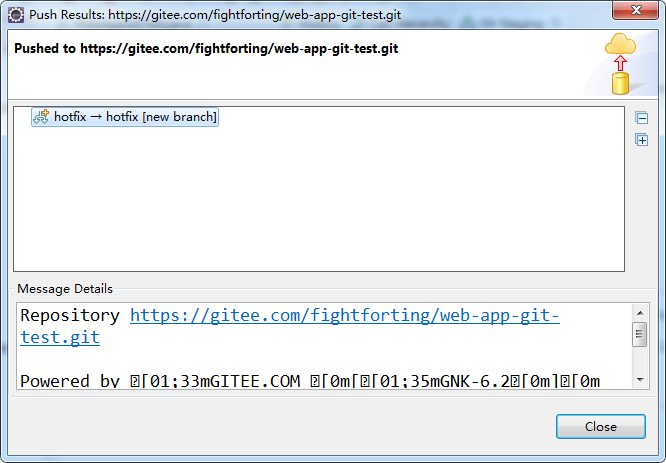 Push Results: https://gitee.com/fightforting/web-app-git-test.git
Pushed to https://gitee.com/fightforting/web-app-git-test.git
hotfix → hotfix [new branch]
Message Details
Repository https://gitee.com/fightforting/web-app-git-
test.git
Powered by [01;33mGITEE.COM [0m[[01;35mGNK-6.2[0m][0m
Close